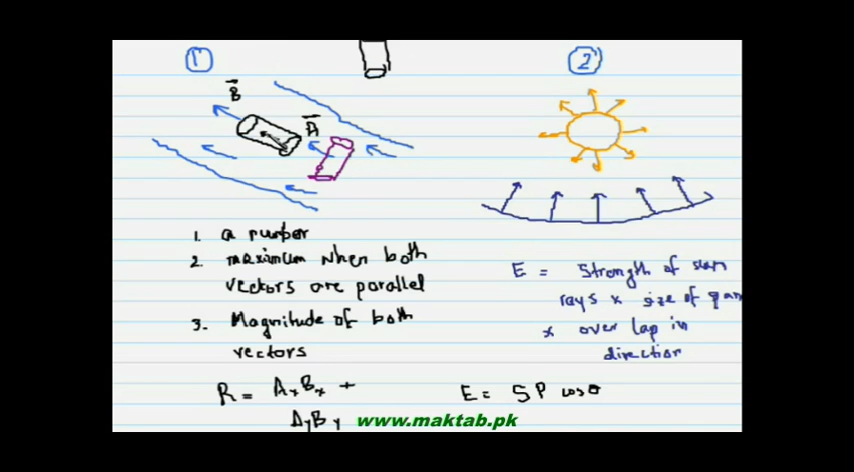 1
B
A
1. a number
2. maximum when both
vectors are parallel
3. Magnitude of both
vectors
R = AxBx +
AyBy
2
E = Strength of sun
rays x size of pan
x over lap in
direction
E = SP cosθ
www.maktab.pk